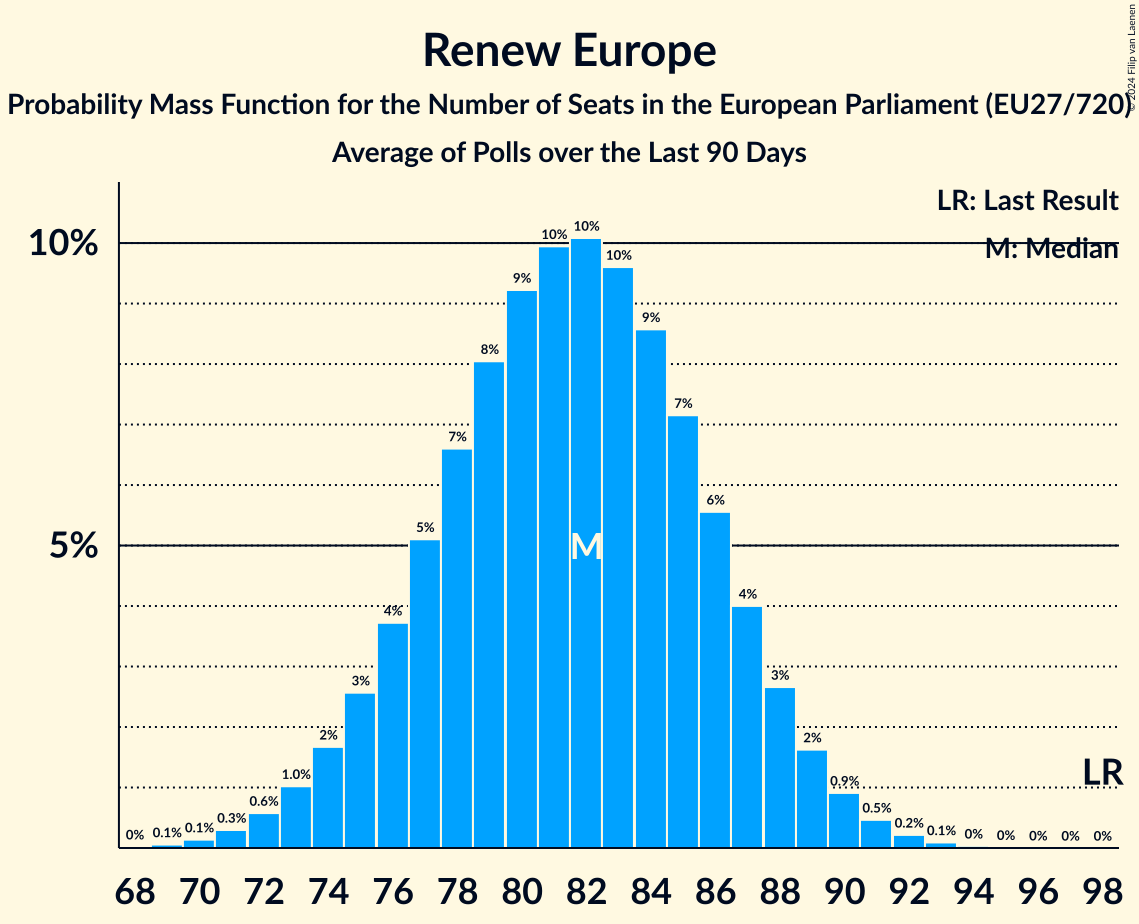 Renew Europe
Probability Mass Function for the Number of Seats in the European Parliament (EU27/720)
Average of Polls over the Last 90 Days
© 2024 Filip van Laenen
LR: Last Result
M: Median
10%
5%
0% 0.1% 0.1% 0.3% 0.6% 1.0% 2% 3% 4% 5% 7% 8% 9% 10% 10% 10% 9% 7% 6% 4% 3% 2% 0.9% 0.5% 0.2% 0.1% 0% 0% 0% 0% 0%
M
LR
68 70 72 74 76 78 80 82 84 86 88 90 92 94 96 98